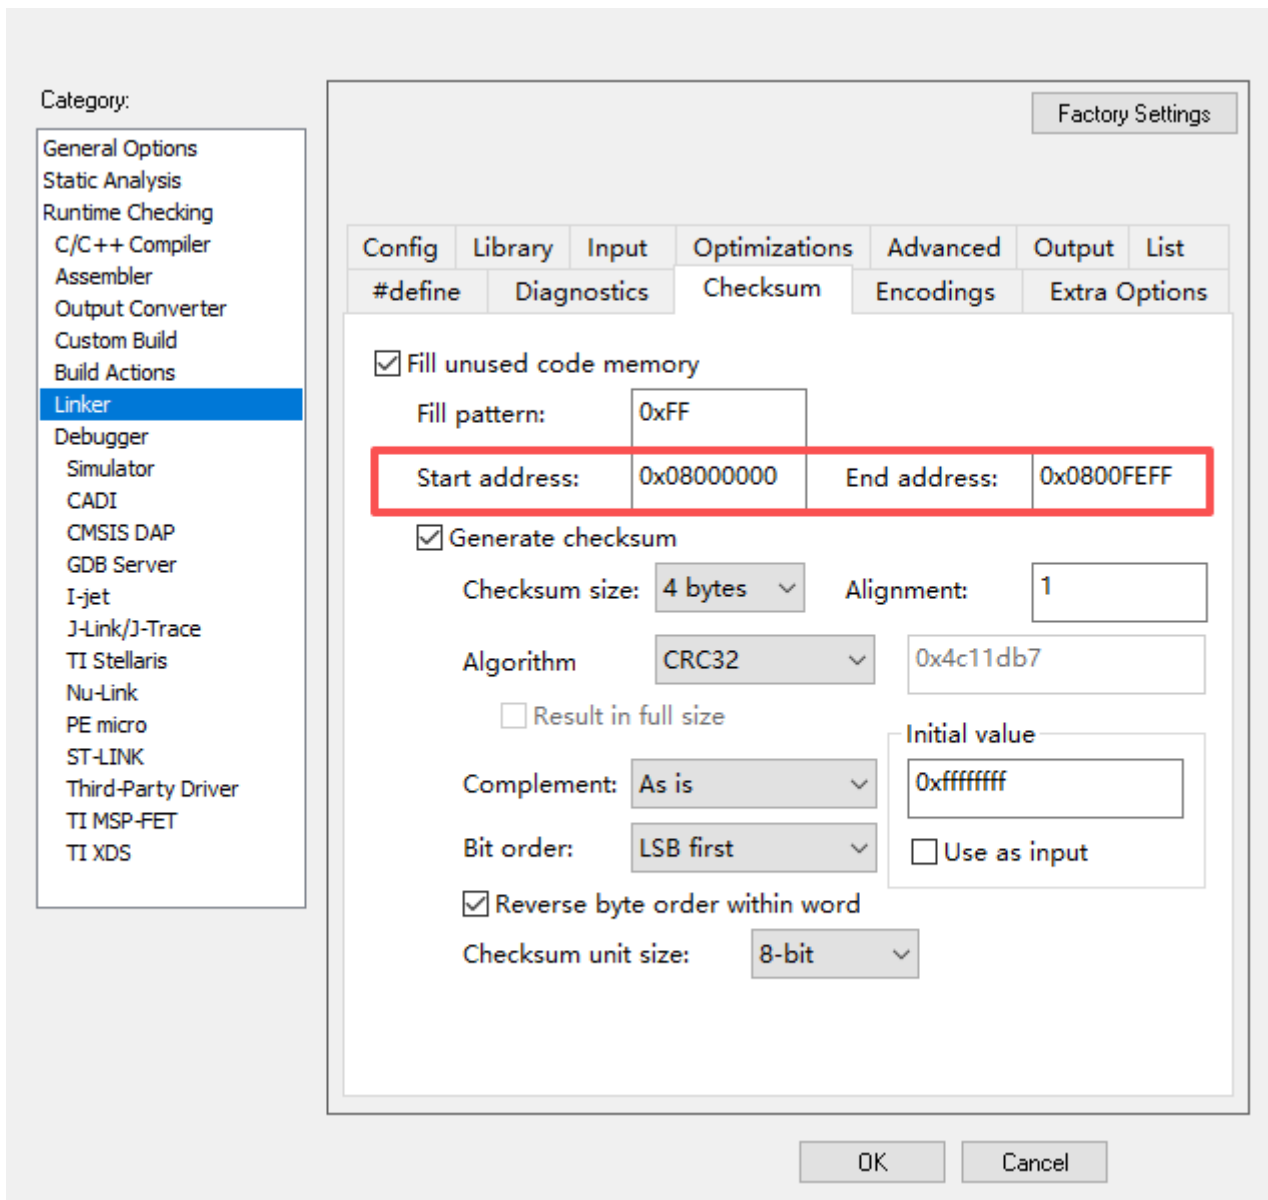 Category:
General Options
Static Analysis
Runtime Checking
C/C++ Compiler
Assembler
Output Converter
Custom Build
Build Actions
Linker
Debugger
Simulator
CADI
CMSIS DAP
GDB Server
I-jet
J-Link/J-Trace
TI Stellaris
Nu-Link
PE micro
ST-LINK
Third-Party Driver
TI MSP-FET
TI XDS
Factory Settings
Config Library Input Optimizations Advanced Output List
#define Diagnostics Checksum Encodings Extra Options
Fill unused code memory
Fill pattern: 0xFF
Start address: 0x08000000 End address: 0x0800FEFF
Generate checksum
Checksum size: 4 bytes Alignment: 1
Algorithm CRC32 0x4c11db7
Result in full size
Initial value
Complement: As is 0xffffffff
Bit order: LSB first Use as input
Reverse byte order within word
Checksum unit size: 8-bit
OK Cancel